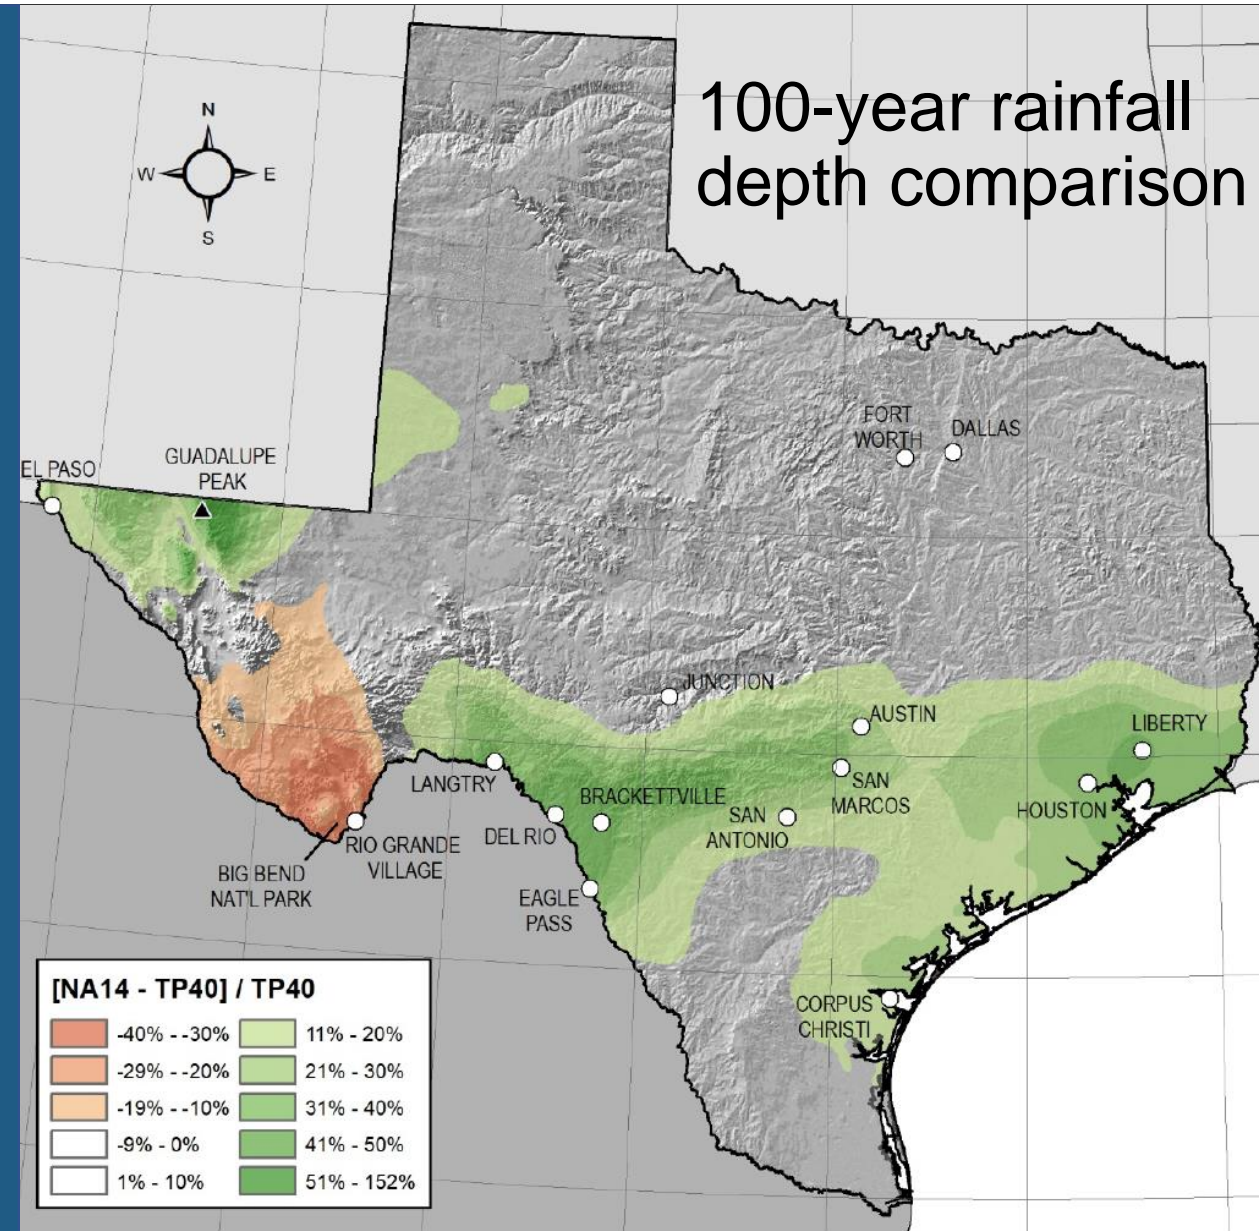 100-year rainfall
depth comparison
N
W
E
S
FORT
WORTH
DALLAS
EL PASO
GUADALUPE
PEAK
JUNCTION
AUSTIN
LIBERTY
LANGTRY
BRACKETTVILLE
SAN
MARCOS
HOUSTON
SAN
ANTONIO
DEL RIO
RIO GRANDE
VILLAGE
BIG BEND
NAT'L PARK
EAGLE
PASS
CORPUS
CHRISTI
[NA14 - TP40] / TP40
-40% - -30%
11% - 20%
-29% - -20%
21% - 30%
-19% - -10%
31% - 40%
-9% - 0%
41% - 50%
1% - 10%
51% - 152%